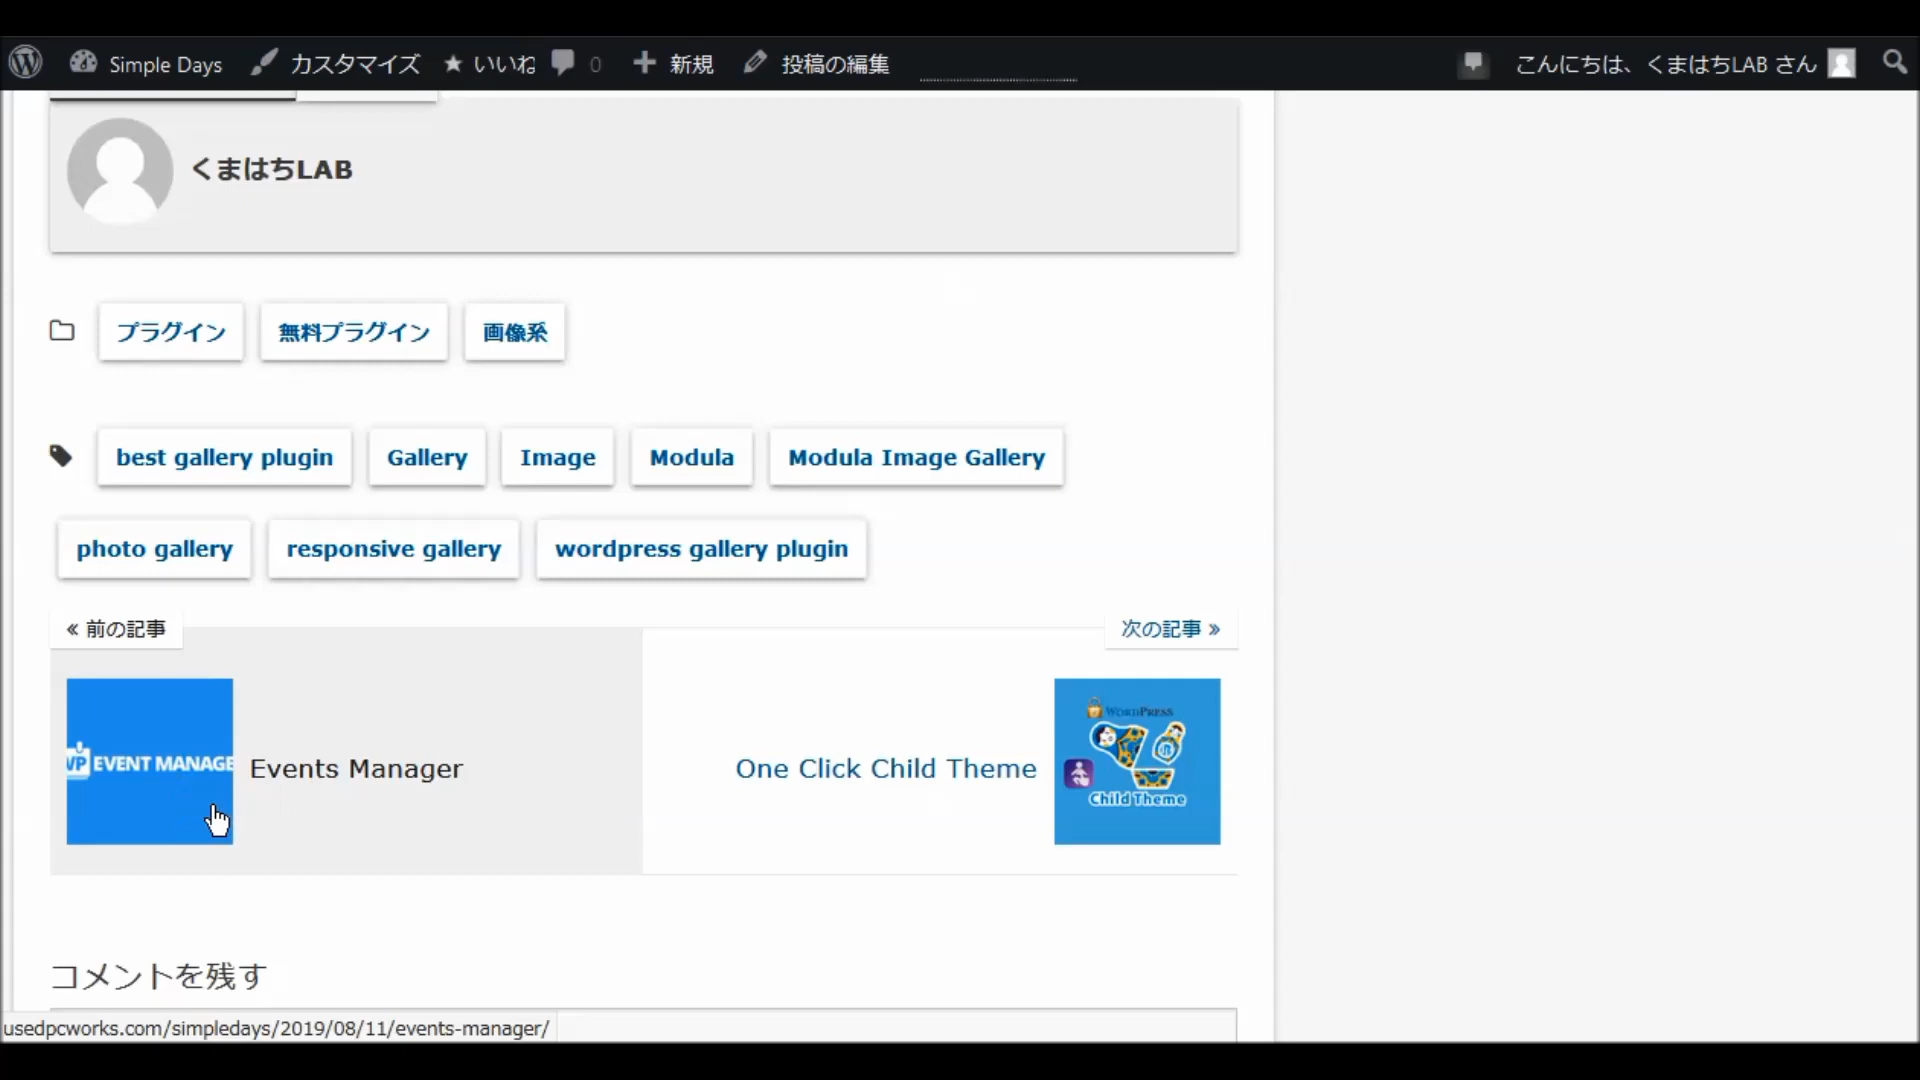 Simple Days カスタマイズ いいね 0 新規 投稿の編集 こんにちは、くまはちLAB さん
くまはちLAB
プラグイン 無料プラグイン 画像系
best gallery plugin Gallery Image Modula Modula Image Gallery
photo gallery responsive gallery wordpress gallery plugin
« 前の記事 次の記事 »
WORDPRESS
WP EVENT MANAGE Events Manager One Click Child Theme
Child Theme
コメントを残す
usedpcworks.com/simpledays/2019/08/11/events-manager/